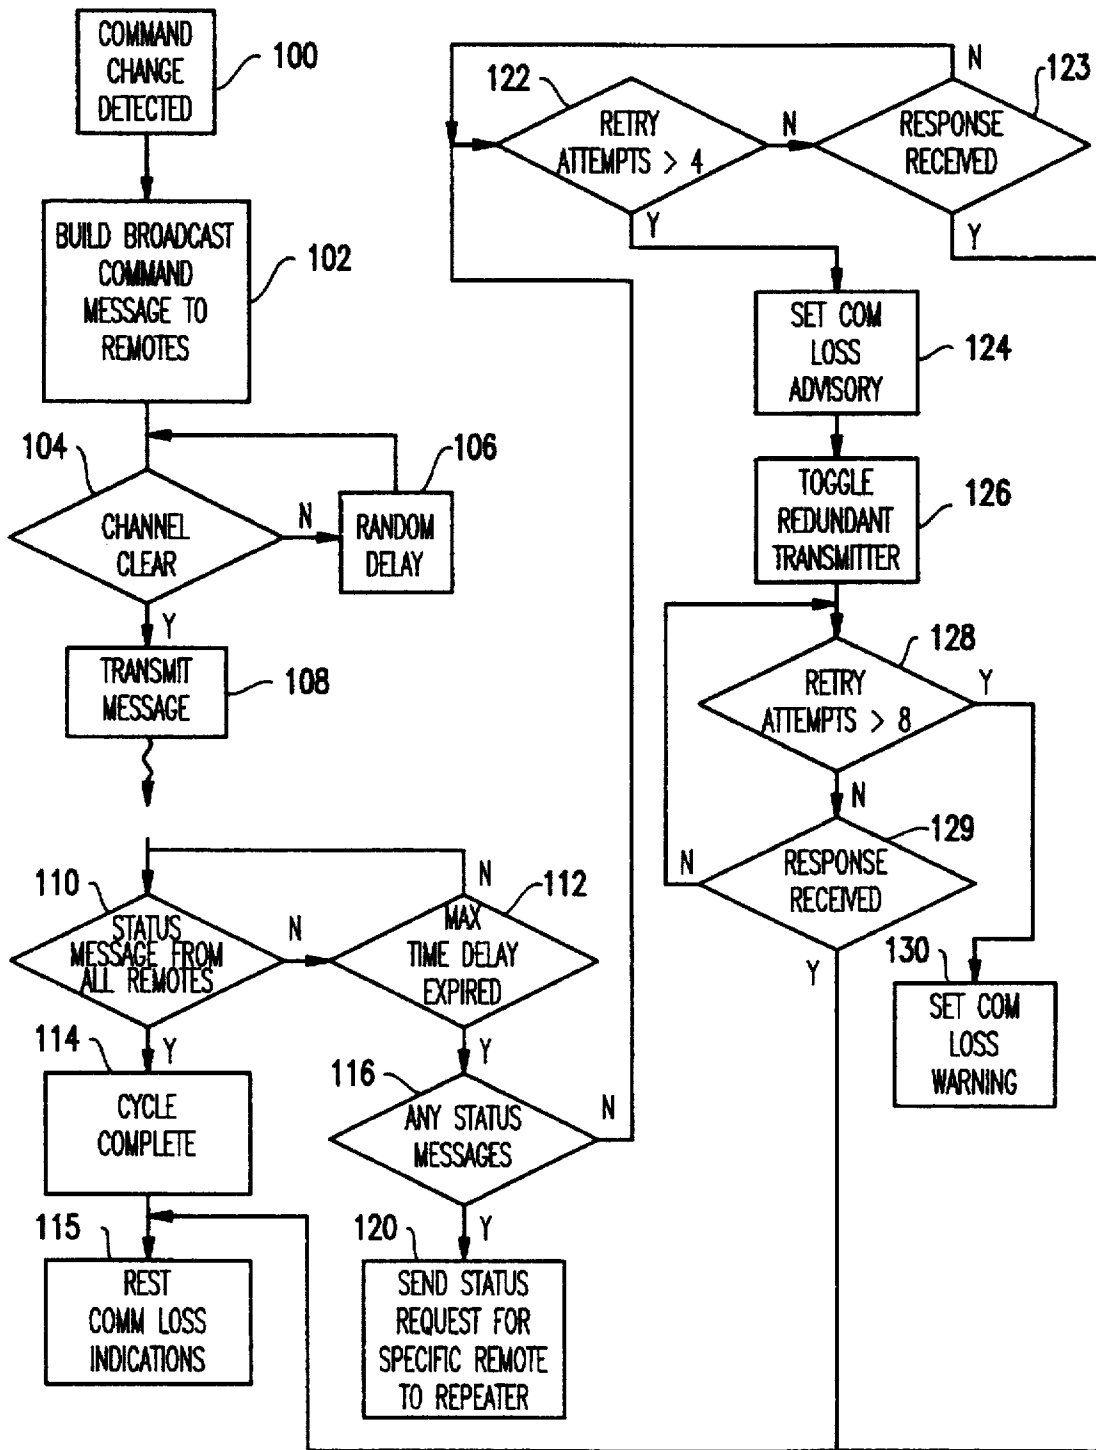 COMMAND
CHANGE
DETECTED
100
BUILD BROADCAST
COMMAND
MESSAGE TO
REMOTES
102
104
CHANNEL
CLEAR
N
Y
106
RANDOM
DELAY
TRANSMIT
MESSAGE
108
110
STATUS
MESSAGE FROM
ALL REMOTES
N
Y
112
MAX
TIME DELAY
EXPIRED
N
Y
114
CYCLE
COMPLETE
115
REST
COMM LOSS
INDICATIONS
116
ANY STATUS
MESSAGES
N
Y
120
SEND STATUS
REQUEST FOR
SPECIFIC REMOTE
TO REPEATER
122
RETRY
ATTEMPTS > 4
N
Y
123
RESPONSE
RECEIVED
N
Y
SET COM
LOSS
ADVISORY
124
TOGGLE
REDUNDANT
TRANSMITTER
126
128
RETRY
ATTEMPTS > 8
Y
N
129
RESPONSE
RECEIVED
N
Y
130
SET COM
LOSS
WARNING